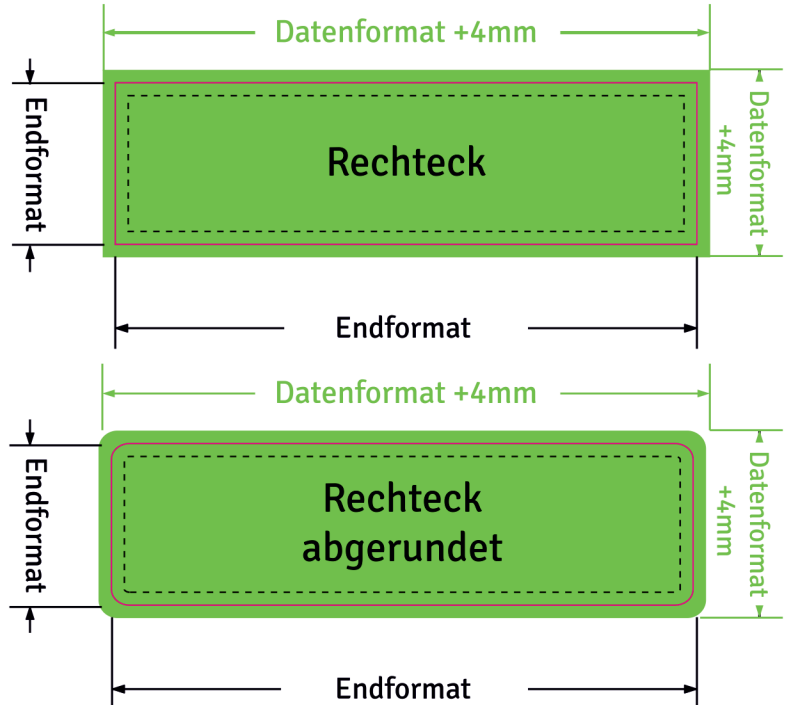 Datenformat +4mm
Endformat
Rechteck
Datenformat
+4mm
Endformat
Datenformat +4mm
Endformat
Rechteck
abgerundet
Datenformat
+4mm
Endformat